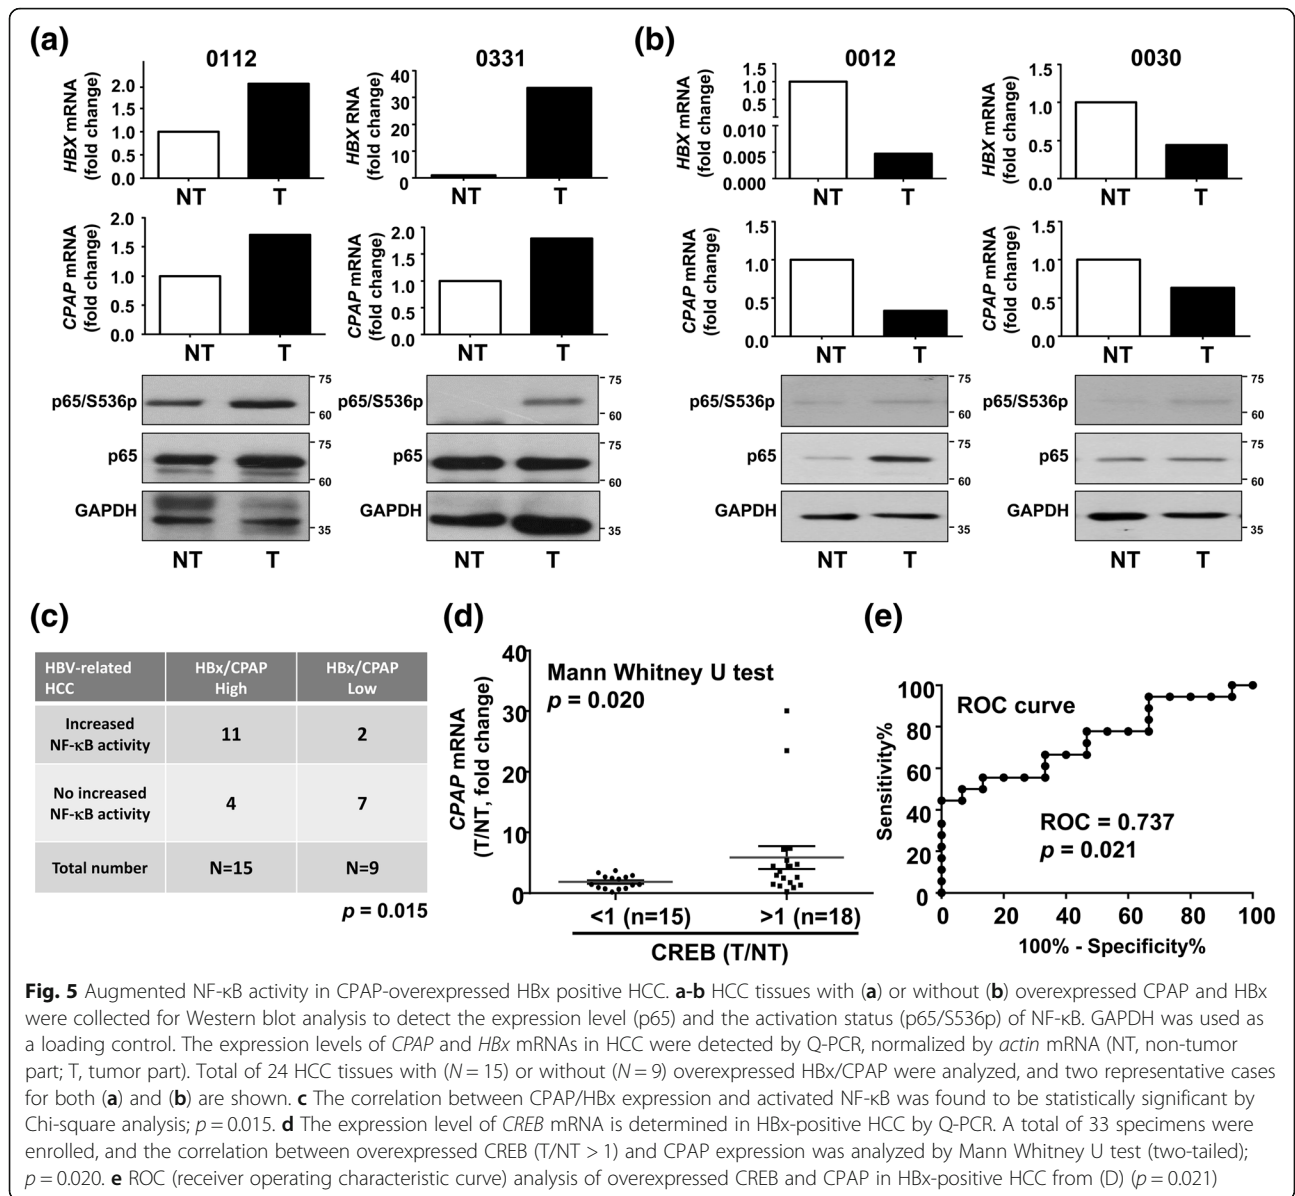 (a)
0112
0331
HBX mRNA
(fold change)
2.0
1.5
1.0
0.5
0.0
NT T
HBX RNA
(fold change)
40
30
20
10
0
NT T
CPAP mRNA
(fold change)
2.0
1.5
1.0
0.5
0.0
NT T
CPAP mRNA
(fold change)
2.0
1.5
1.0
0.5
0.0
NT T
p65/S536p
75
60
p65
75
60
GAPDH
35
NT T
p65/S536p
75
60
p65
75
60
GAPDH
35
NT T
(b)
0012
0030
HBX mRNA
(fold change)
1.5
1.0
0.5
0.010
0.005
0.000
NT T
HBX mRNA
(fold change)
1.5
1.0
0.5
0.0
NT T
CPAP mRNA
(fold change)
1.5
1.0
0.5
0.0
NT T
CPAP mRNA
(fold change)
1.5
1.0
0.5
0.0
NT T
p65/S536p
75
60
p65
75
60
GAPDH
35
NT T
p65/S536p
75
60
p65
75
60
GAPDH
35
NT T
(c)
HBV-related
HCC
HBx/CPAP
High
HBx/CPAP
Low
Increased
NF-κB activity
11
2
No increased
NF-κB activity
4
7
Total number
N=15
N=9
p = 0.015
(d)
Mann Whitney U test
p = 0.020
CPAP mRNA
(T/NT, fold change)
40
30
20
10
0
<1 (n=15) >1 (n=18)
CREB (T/NT)
(e)
ROC curve
Sensitivity%
100
80
60
40
20
0
ROC = 0.737
p = 0.021
0 20 40 60 80 100
100% - Specificity%
Fig. 5 Augmented NF-κB activity in CPAP-overexpressed HBx positive HCC. a-b HCC tissues with (a) or without (b) overexpressed CPAP and HBx
were collected for Western blot analysis to detect the expression level (p65) and the activation status (p65/S536p) of NF-κB. GAPDH was used as
a loading control. The expression levels of CPAP and HBx mRNAs in HCC were detected by Q-PCR, normalized by actin mRNA (NT, non-tumor
part; T, tumor part). Total of 24 HCC tissues with (N = 15) or without (N = 9) overexpressed HBx/CPAP were analyzed, and two representative cases
for both (a) and (b) are shown. c The correlation between CPAP/HBx expression and activated NF-κB was found to be statistically significant by
Chi-square analysis; p = 0.015. d The expression level of CREB mRNA is determined in HBx-positive HCC by Q-PCR. A total of 33 specimens were
enrolled, and the correlation between overexpressed CREB (T/NT > 1) and CPAP expression was analyzed by Mann Whitney U test (two-tailed);
p = 0.020. e ROC (receiver operating characteristic curve) analysis of overexpressed CREB and CPAP in HBx-positive HCC from (D) (p = 0.021)